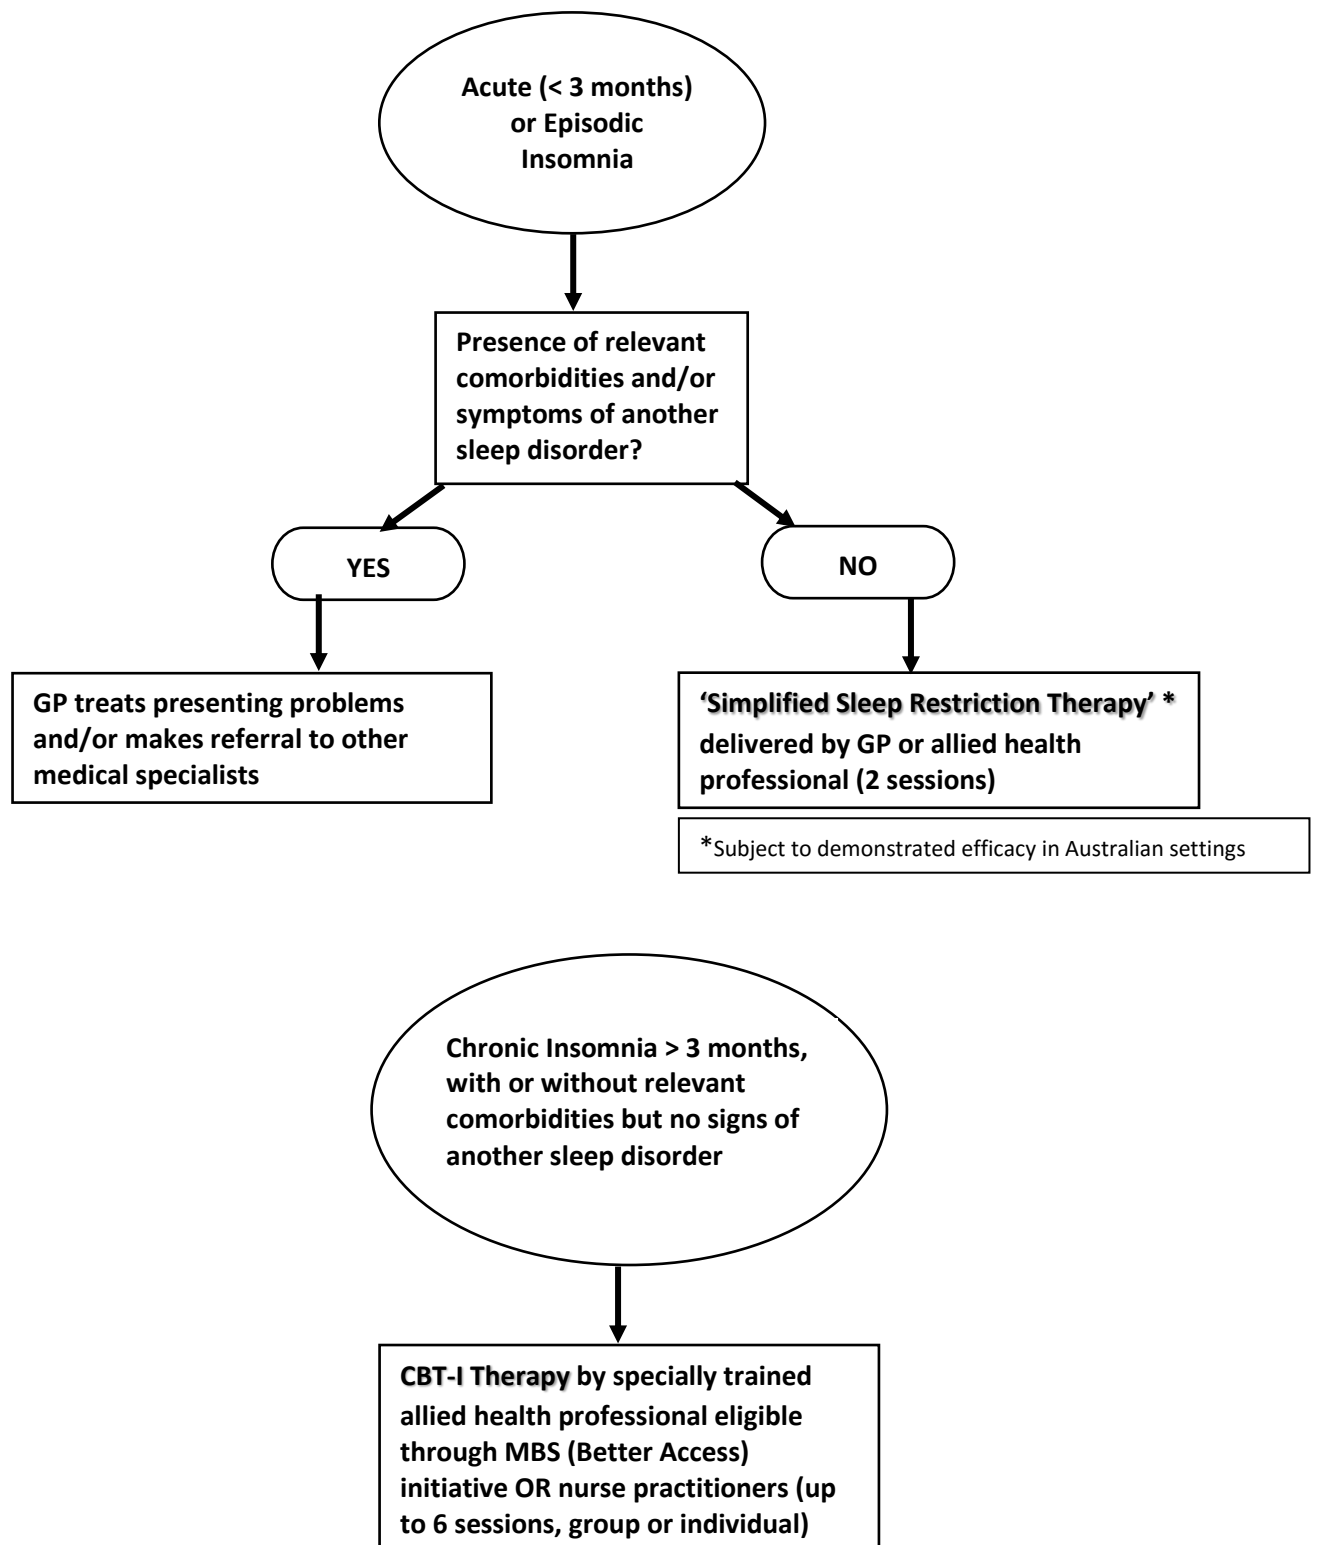 Acute (< 3 months)
or Episodic
Insomnia
Presence of relevant
comorbidities and/or
symptoms of another
sleep disorder?
YES
NO
GP treats presenting problems
and/or makes referral to other
medical specialists
‘Simplified Sleep Restriction Therapy’ *
delivered by GP or allied health
professional (2 sessions)
*Subject to demonstrated efficacy in Australian settings
Chronic Insomnia > 3 months,
with or without relevant
comorbidities but no signs of
another sleep disorder
CBT-I Therapy by specially trained
allied health professional eligible
through MBS (Better Access)
initiative OR nurse practitioners (up
to 6 sessions, group or individual)